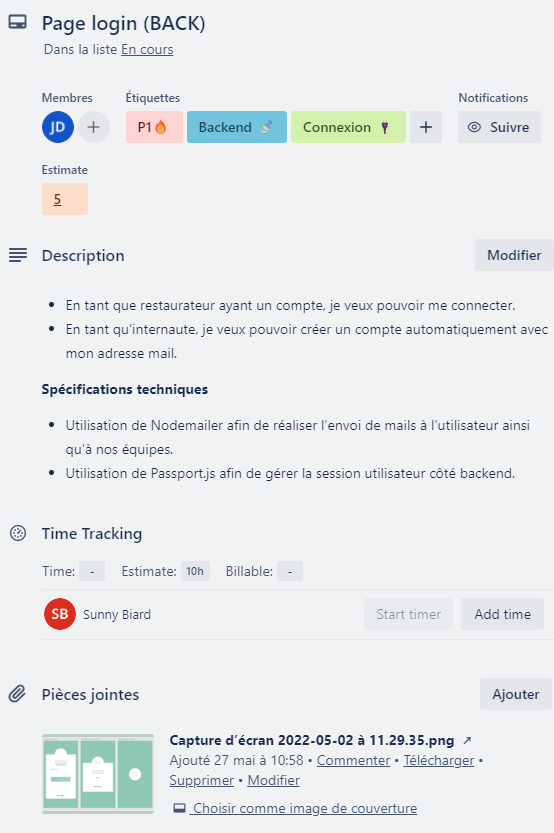 Page login (BACK)
Dans la liste En cours
Membres
Étiquettes
Notifications
JD
P1
Backend
Connexion
Suivre
Estimate
5
Description
Modifier
En tant que restaurateur ayant un compte, je veux pouvoir me connecter.
En tant qu'internaute, je veux pouvoir créer un compte automatiquement avec
mon adresse mail.
Spécifications techniques
Utilisation de Nodemailer afin de réaliser l’envoi de mails à l’utilisateur ainsi
qu'à nos équipes.
Utilisation de Passport.js afin de gérer la session utilisateur côté backend.
Time Tracking
Time: - Estimate: 10h Billable: -
SB Sunny Biard Start timer Add time
Pièces jointes
Ajouter
Capture d’écran 2022-05-02 à 11.29.35.png ↗
Ajouté 27 mai à 10:58 • Commenter • Télécharger •
Supprimer • Modifier
Choisir comme image de couverture